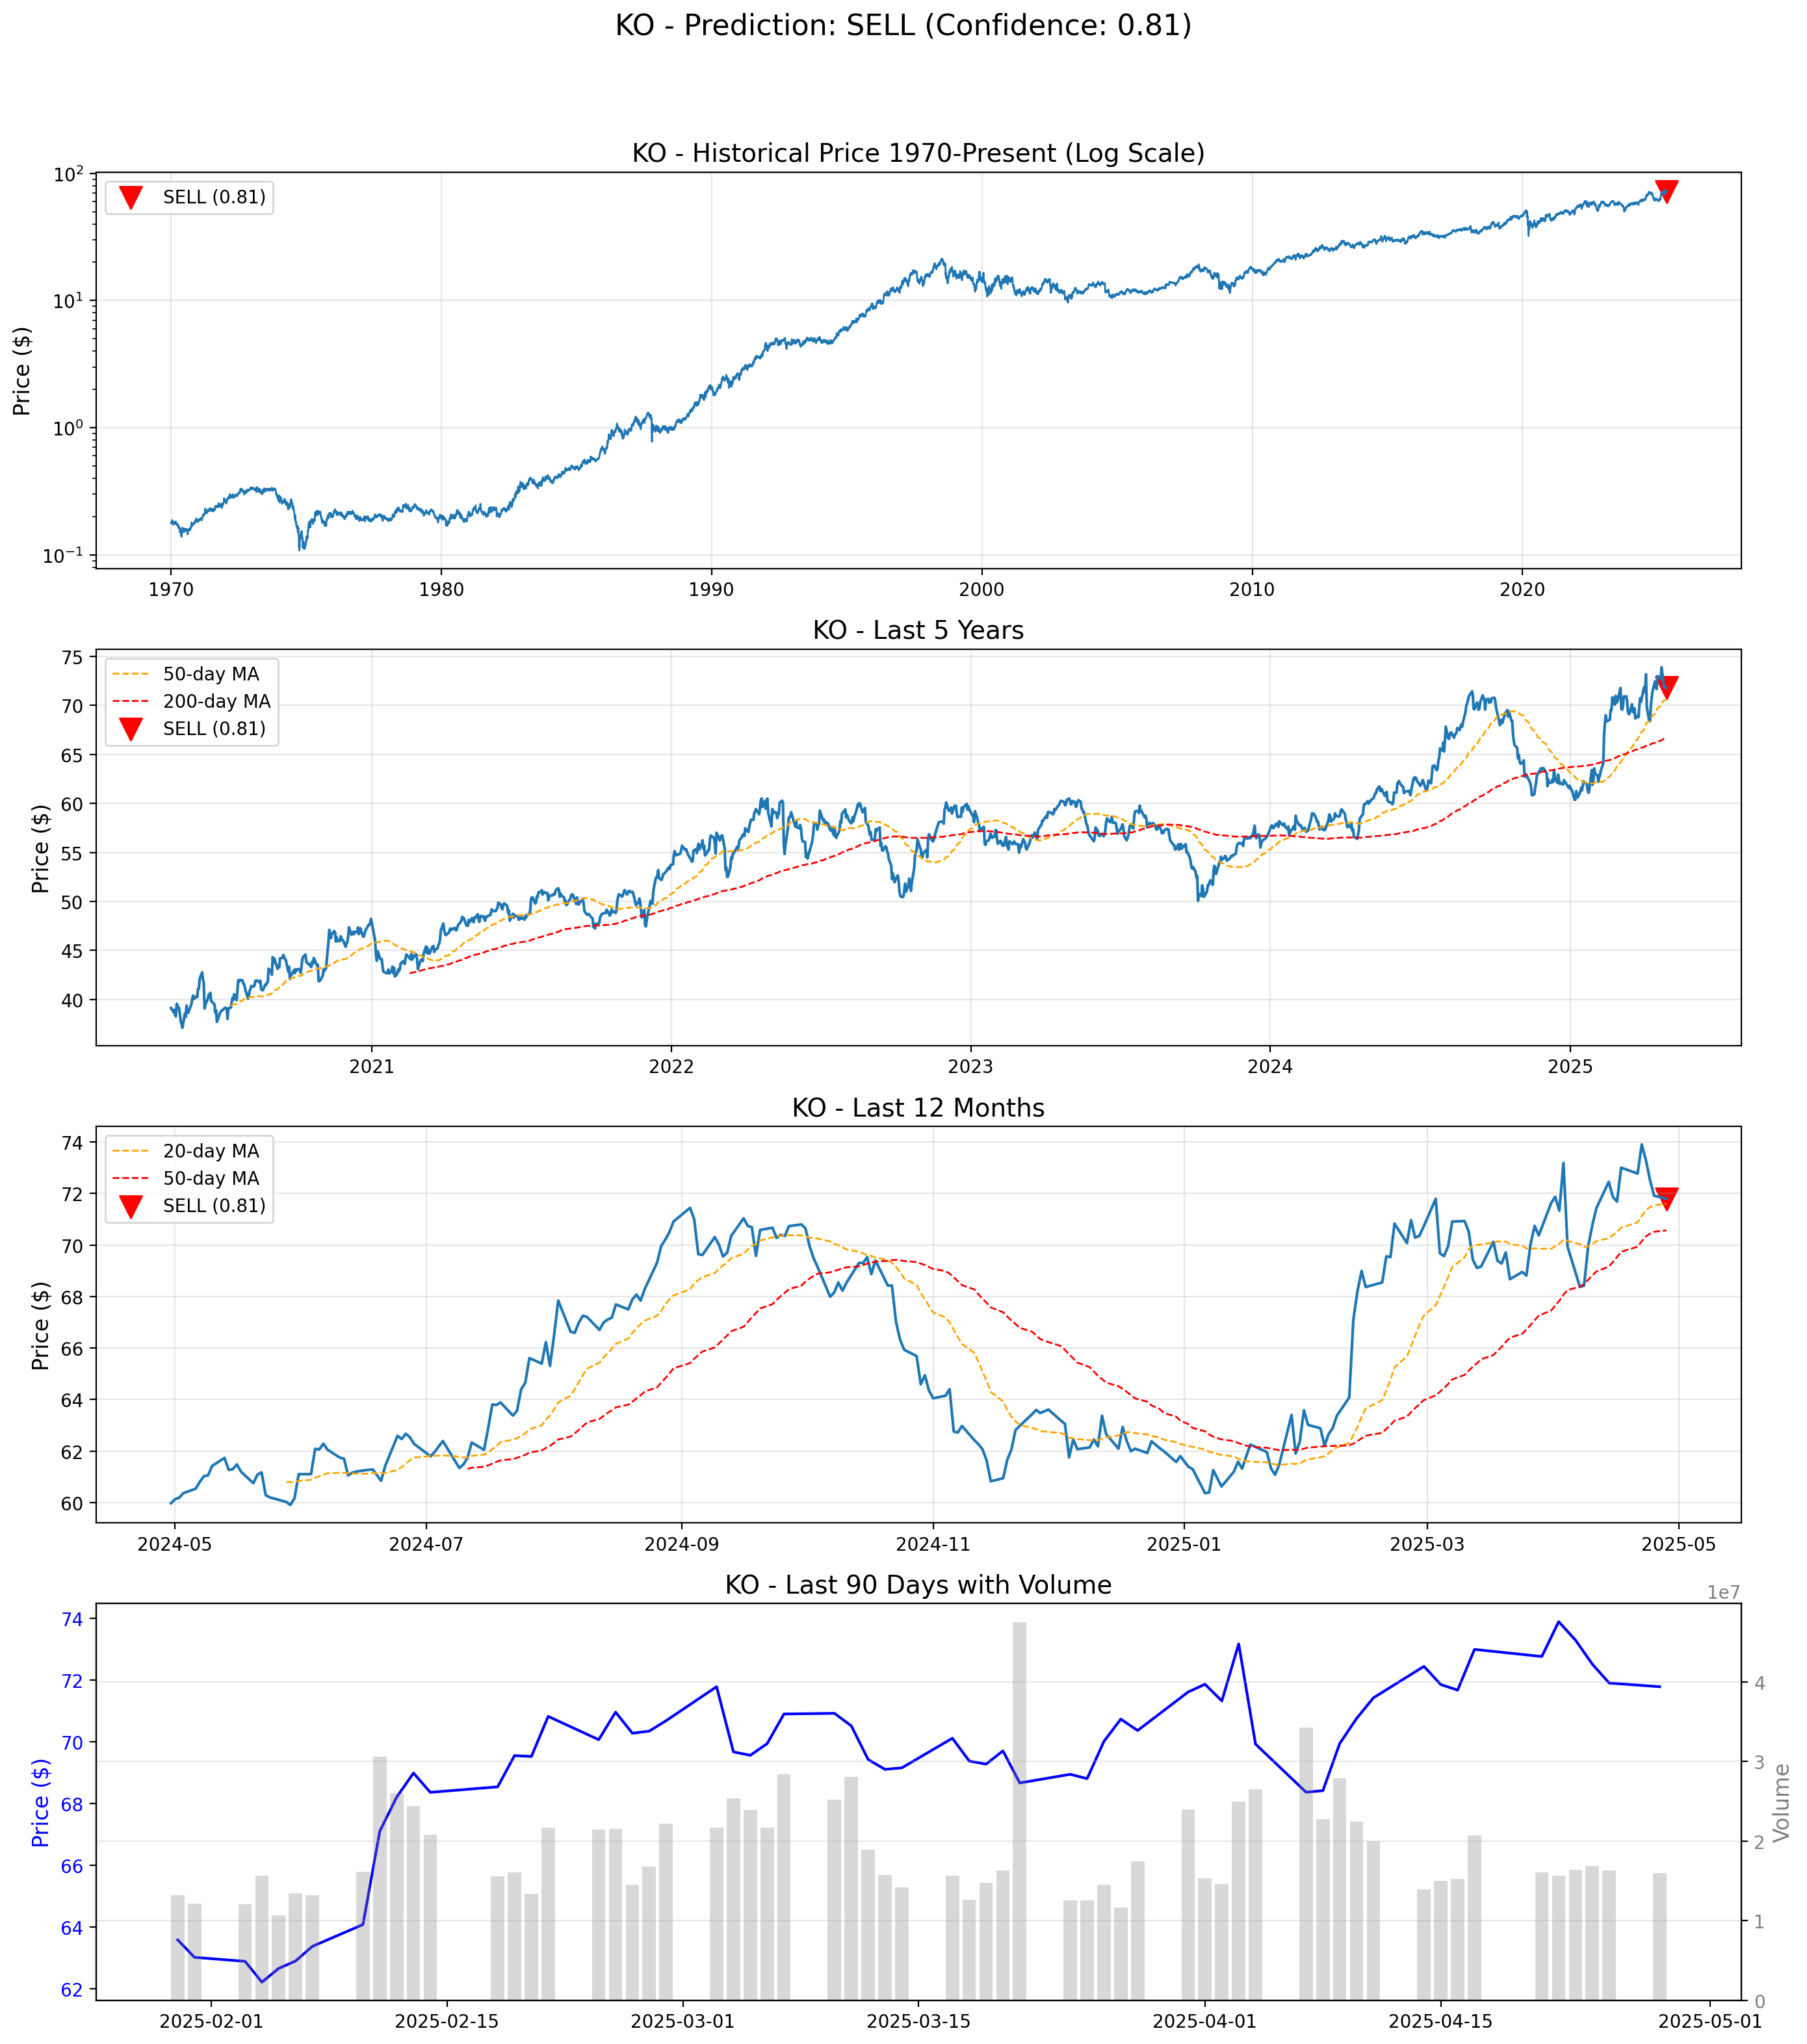 KO - Prediction: SELL (Confidence: 0.81)
KO - Historical Price 1970-Present (Log Scale)
SELL (0.81)
Price ($)
10²
10¹
10⁰
10⁻¹
1970 1980 1990 2000 2010 2020
KO - Last 5 Years
50-day MA
200-day MA
SELL (0.81)
Price ($)
75
70
65
60
55
50
45
40
2021 2022 2023 2024 2025
KO - Last 12 Months
20-day MA
50-day MA
SELL (0.81)
Price ($)
74
72
70
68
66
64
62
60
2024-05 2024-07 2024-09 2024-11 2025-01 2025-03 2025-05
KO - Last 90 Days with Volume
1e7
Price ($)
74
72
70
68
66
64
62
4
3
2
1
0
Volume
2025-02-01 2025-02-15 2025-03-01 2025-03-15 2025-04-01 2025-04-15 2025-05-01